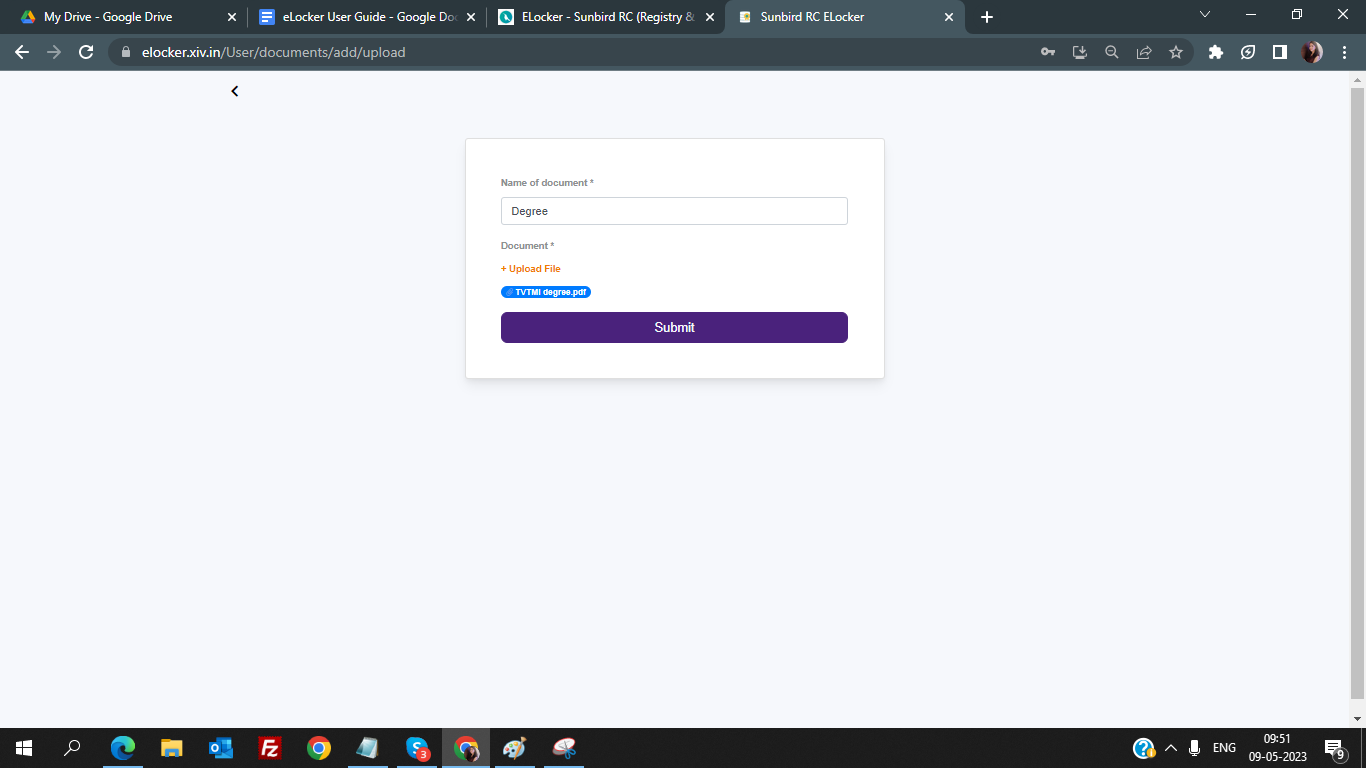 My Drive - Google Drive
eLocker User Guide - Google Doc
ELocker - Sunbird RC (Registry &
Sunbird RC ELocker
elocker.xiv.in/User/documents/add/upload
Name of document *
Degree
Document *
+ Upload File
TVTMI degree.pdf
Submit
3
ENG
09:51
09-05-2023
9